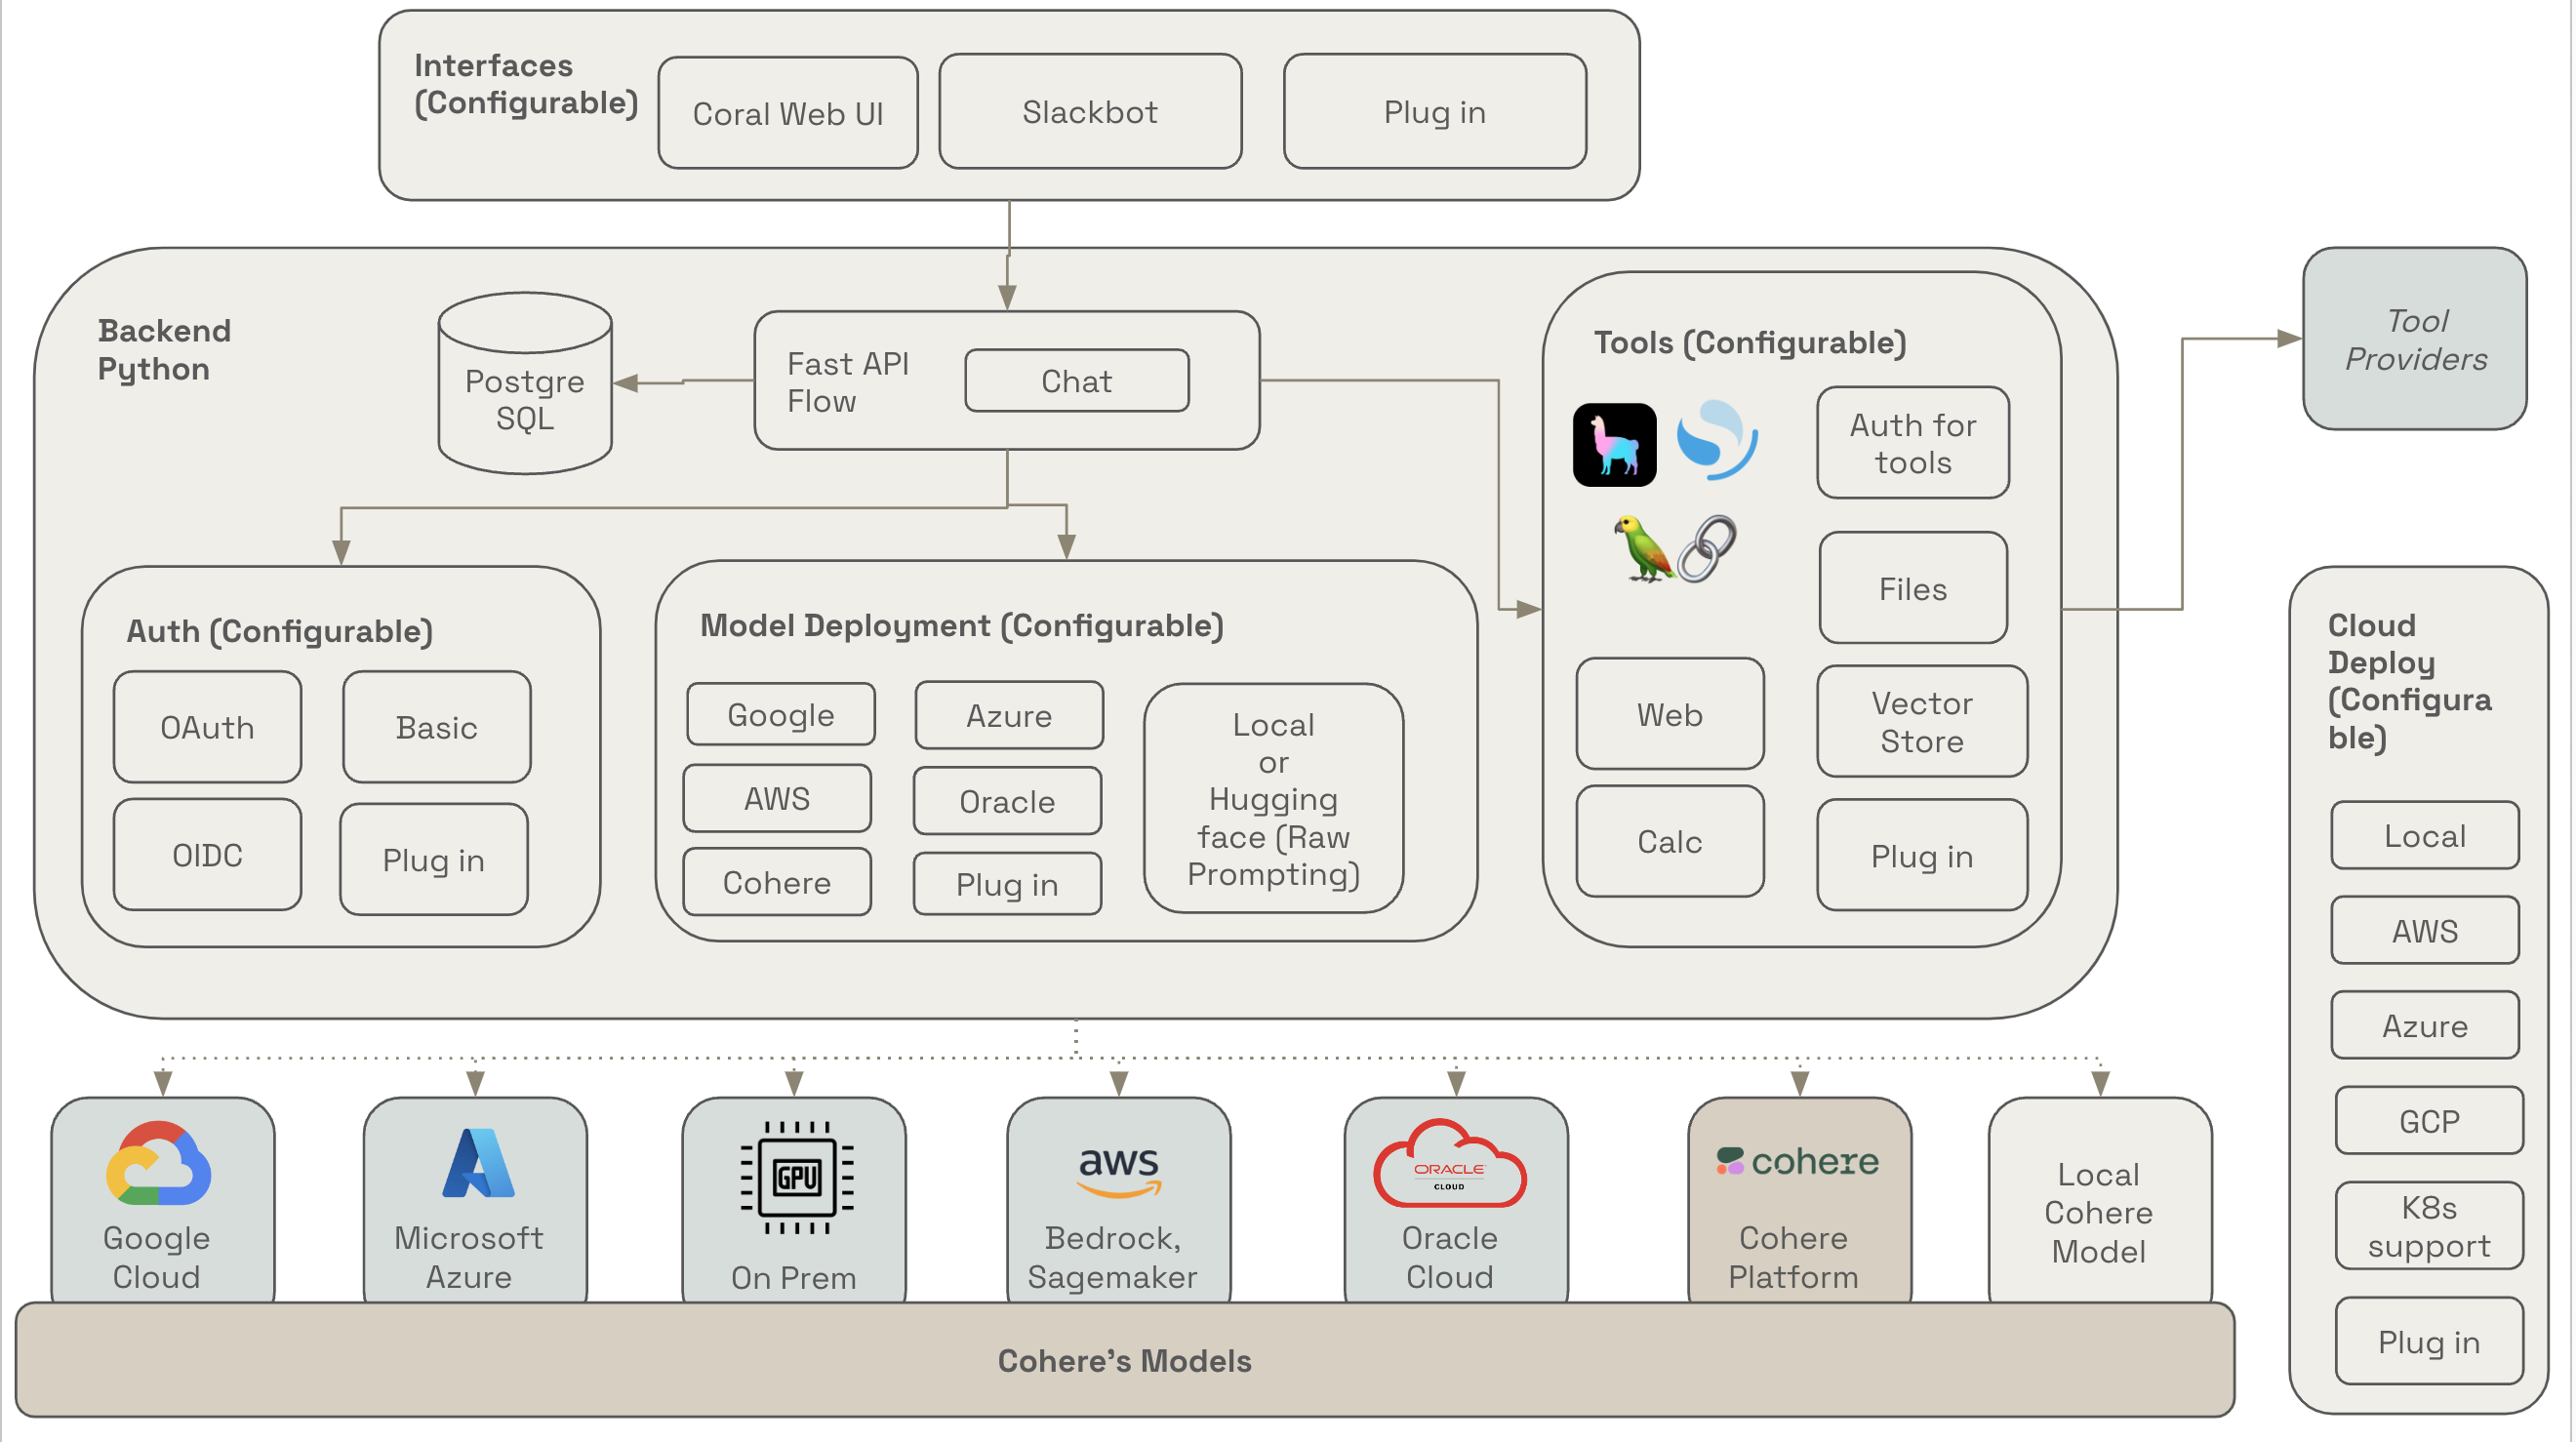 Interfaces
(Configurable)
Coral Web UI
Slackbot
Plug in
Backend
Python
Postgre
SQL
Fast API
Flow
Chat
Tools (Configurable)
Auth for
tools
Files
Web
Vector
Store
Calc
Plug in
Tool
Providers
Auth (Configurable)
OAuth
Basic
OIDC
Plug in
Model Deployment (Configurable)
Google
Azure
AWS
Oracle
Cohere
Plug in
Local
or
Hugging
face (Raw
Prompting)
Cloud
Deploy
(Configura
ble)
Local
AWS
Azure
GCP
K8s
support
Plug in
Google
Cloud
Microsoft
Azure
GPU
On Prem
aws
Bedrock,
Sagemaker
ORACLE
CLOUD
Oracle
Cloud
cohere
Cohere
Platform
Local
Cohere
Model
Cohere's Models